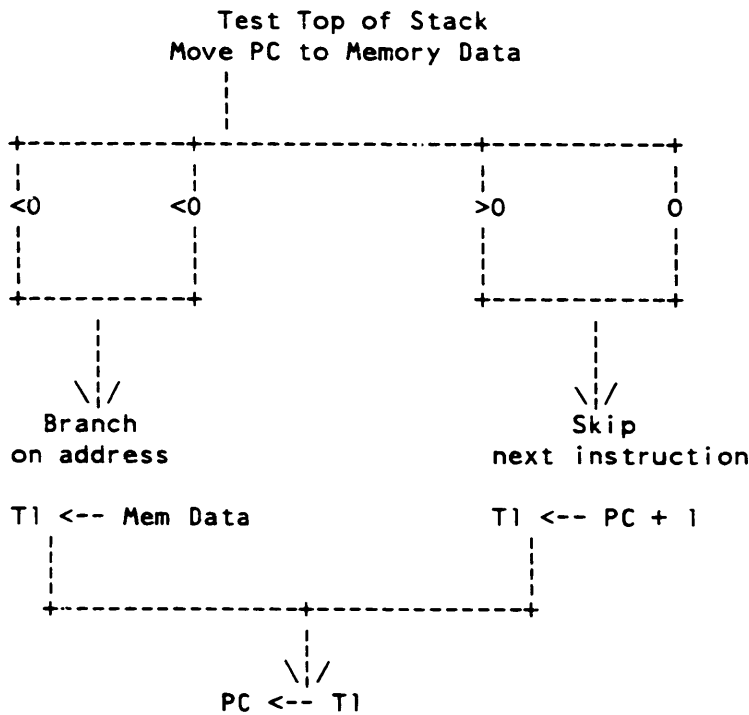 Test Top of Stack
Move PC to Memory Data
<0 <0 >0 0
Branch
on address
Skip
next instruction
T1 <-- Mem Data
T1 <-- PC + 1
PC <-- T1